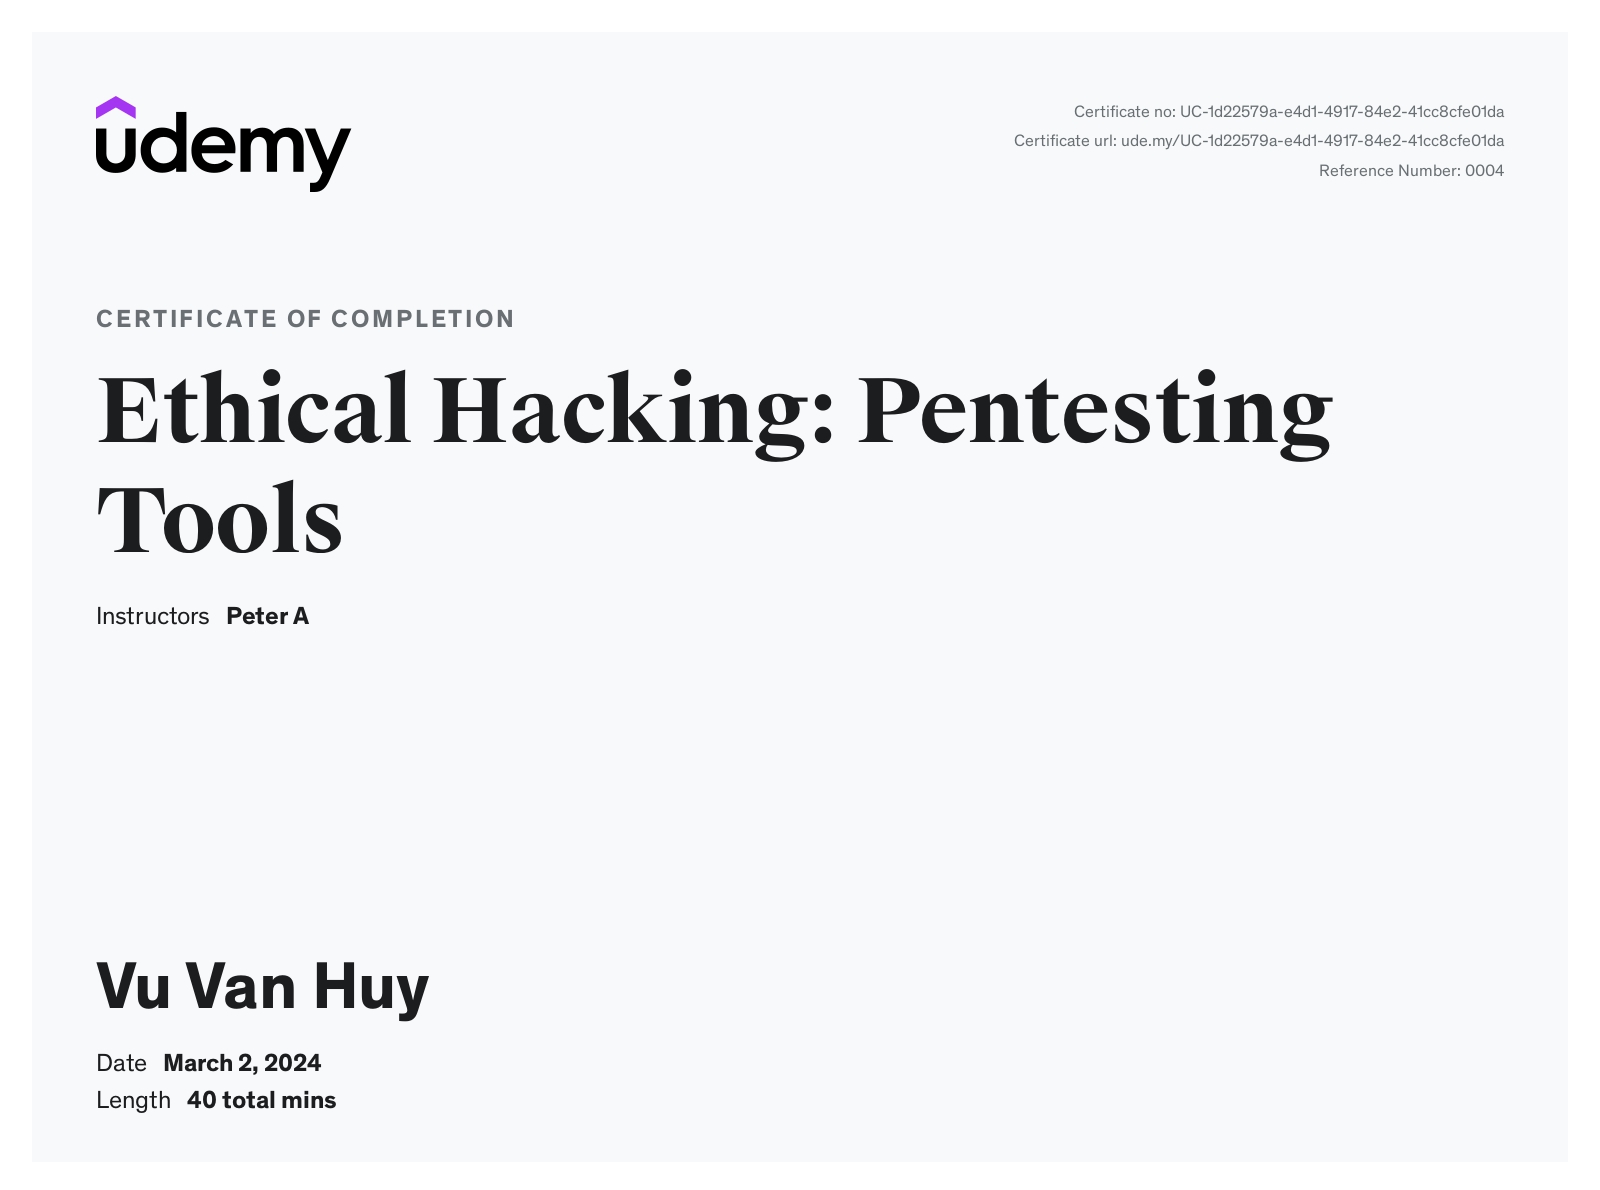 udemy
Certificate no: UC-1d22579a-e4d1-4917-84e2-41cc8cfe01da
Certificate url: ude.my/UC-1d22579a-e4d1-4917-84e2-41cc8cfe01da
Reference Number: 0004
CERTIFICATE OF COMPLETION
Ethical Hacking: Pentesting
Tools
Instructors Peter A
Vu Van Huy
Date March 2, 2024
Length 40 total mins